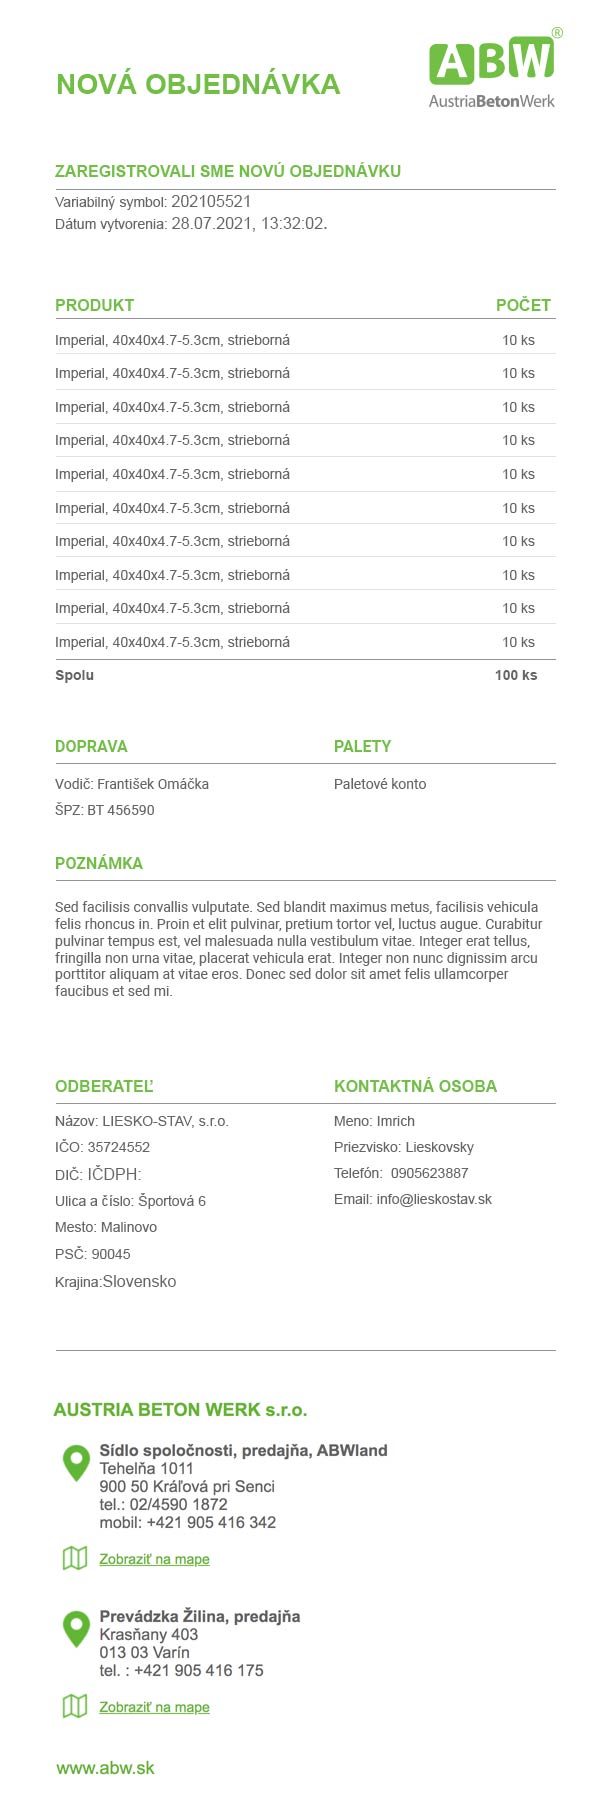 NOVÁ OBJEDNÁVKA
ABW®
AustriaBetonWerk
ZAREGISTROVALI SME NOVÚ OBJEDNÁVKU
Variabilný symbol: 202105521
Dátum vytvorenia: 28.07.2021, 13:32:02.
PRODUKT POČET
Imperial, 40x40x4.7-5.3cm, strieborná 10 ks
Imperial, 40x40x4.7-5.3cm, strieborná 10 ks
Imperial, 40x40x4.7-5.3cm, strieborná 10 ks
Imperial, 40x40x4.7-5.3cm, strieborná 10 ks
Imperial, 40x40x4.7-5.3cm, strieborná 10 ks
Imperial, 40x40x4.7-5.3cm, strieborná 10 ks
Imperial, 40x40x4.7-5.3cm, strieborná 10 ks
Imperial, 40x40x4.7-5.3cm, strieborná 10 ks
Imperial, 40x40x4.7-5.3cm, strieborná 10 ks
Imperial, 40x40x4.7-5.3cm, strieborná 10 ks
Spolu 100 ks
DOPRAVA PALETY
Vodič: František Omáčka Paletové konto
ŠPZ: BT 456590
POZNÁMKA
Sed facilisis convallis vulputate. Sed blandit maximus metus, facilisis vehicula
felis rhoncus in. Proin et elit pulvinar, pretium tortor vel, luctus augue. Curabitur
pulvinar tempus est, vel malesuada nulla vestibulum vitae. Integer erat tellus,
fringilla non urna vitae, placerat vehicula erat. Integer non nunc dignissim arcu
porttitor aliquam at vitae eros. Donec sed dolor sit amet felis ullamcorper
faucibus et sed mi.
ODBERATEĽ KONTAKTNÁ OSOBA
Názov: LIESKO-STAV, s.r.o. Meno: Imrich
IČO: 35724552 Priezvisko: Lieskovsky
DIČ: IČDPH: Telefón: 0905623887
Ulica a číslo: Športová 6 Email: info@lieskostav.sk
Mesto: Malinovo
PSČ: 90045
Krajina:Slovensko
AUSTRIA BETON WERK s.r.o.
Sídlo spoločnosti, predajňa, ABWland
Tehelňa 1011
900 50 Kráľová pri Senci
tel.: 02/4590 1872
mobil: +421 905 416 342
Zobraziť na mape
Prevádzka Žilina, predajňa
Krasňany 403
013 03 Varín
tel. : +421 905 416 175
Zobraziť na mape
www.abw.sk